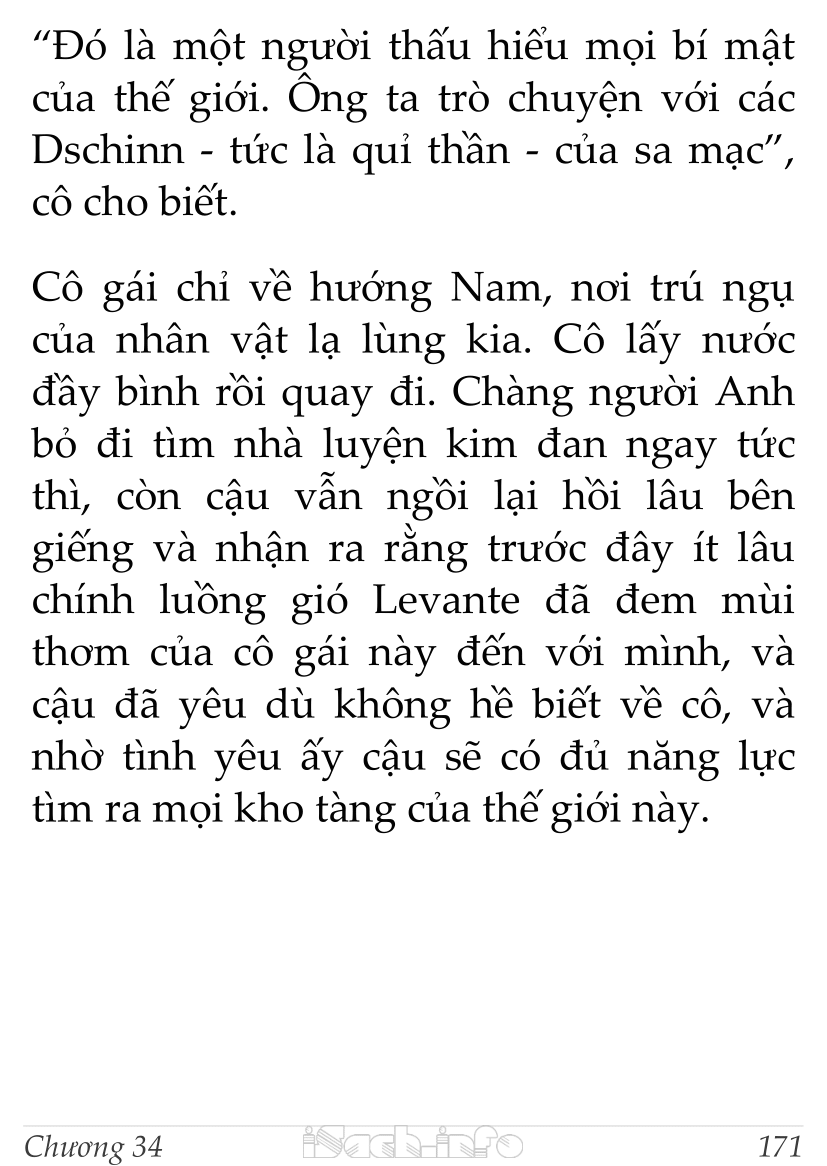 “Đó là một người thấu hiểu mọi bí mật
của thế giới. Ông ta trò chuyện với các
Dschinn - tức là quỉ thần - của sa mạc”,
cô cho biết.
Cô gái chỉ về hướng Nam, nơi trú ngụ
của nhân vật lạ lùng kia. Cô lấy nước
đầy bình rồi quay đi. Chàng người Anh
bỏ đi tìm nhà luyện kim đan ngay tức
thì, còn cậu vẫn ngồi lại hồi lâu bên
giếng và nhận ra rằng trước đây ít lâu
chính luồng gió Levante đã đem mùi
thơm của cô gái này đến với mình, và
cậu đã yêu dù không hề biết về cô, và
nhờ tình yêu ấy cậu sẽ có đủ năng lực
tìm ra mọi kho tàng của thế giới này.
Chương 34 iSach.info 171